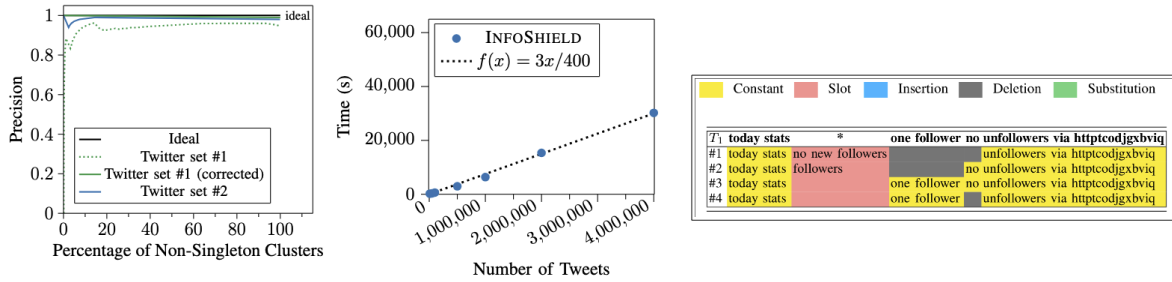 1
0.8
0.6
0.4
0.2
0
0 20 40 60 80 100
Precision
Percentage of Non-Singleton Clusters
ideal
Ideal
Twitter set #1
Twitter set #1 (corrected)
Twitter set #2
60,000
40,000
20,000
0
Time (s)
INFOSHIELD
f(x) = 3x/400
0
1,000,000
2,000,000
3,000,000
4,000,000
Number of Tweets
Constant Slot Insertion Deletion Substitution
T1 today stats * one follower no unfollowers via httptcodjgxbviq
#1 today stats no new followers unfollowers via httptcodjgxbviq
#2 today stats followers no unfollowers via httptcodjgxbviq
#3 today stats one follower no unfollowers via httptcodjgxbviq
#4 today stats one follower unfollowers via httptcodjgxbviq